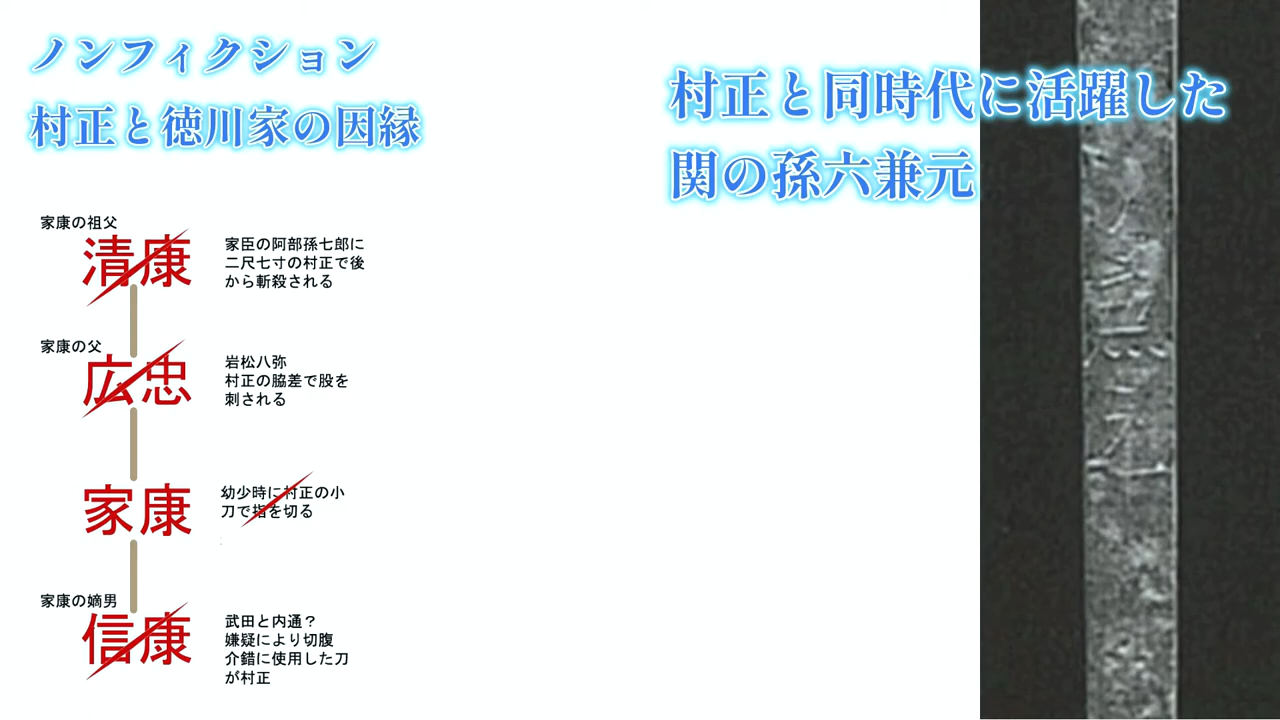 ノンフィクション
村正と徳川家の因縁
家康の祖父
清康
家臣の阿部孫七郎に
二尺七寸の村正で後
から斬殺される
家康の父
広忠
岩松八弥
村正の脇差で股を
刺される
家康
幼少時に村正の小
刀で指を切る
家康の嫡男
信康
武田と内通？
嫌疑により切腹
介錯に使用した刀
が村正
村正と同時代に活躍した
関の孫六兼元